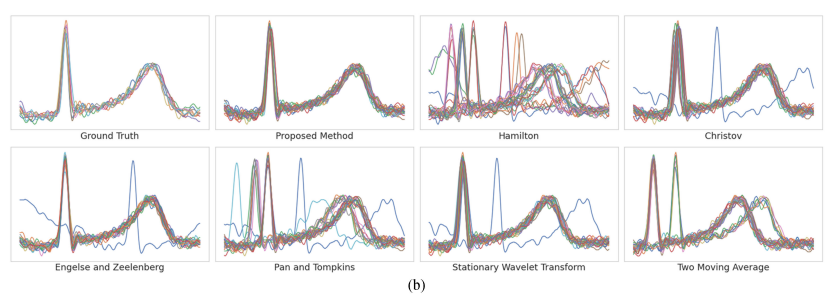 Ground Truth
Proposed Method
Hamilton
Christov
Engelse and Zeelenberg
Pan and Tompkins
Stationary Wavelet Transform
Two Moving Average
(b)